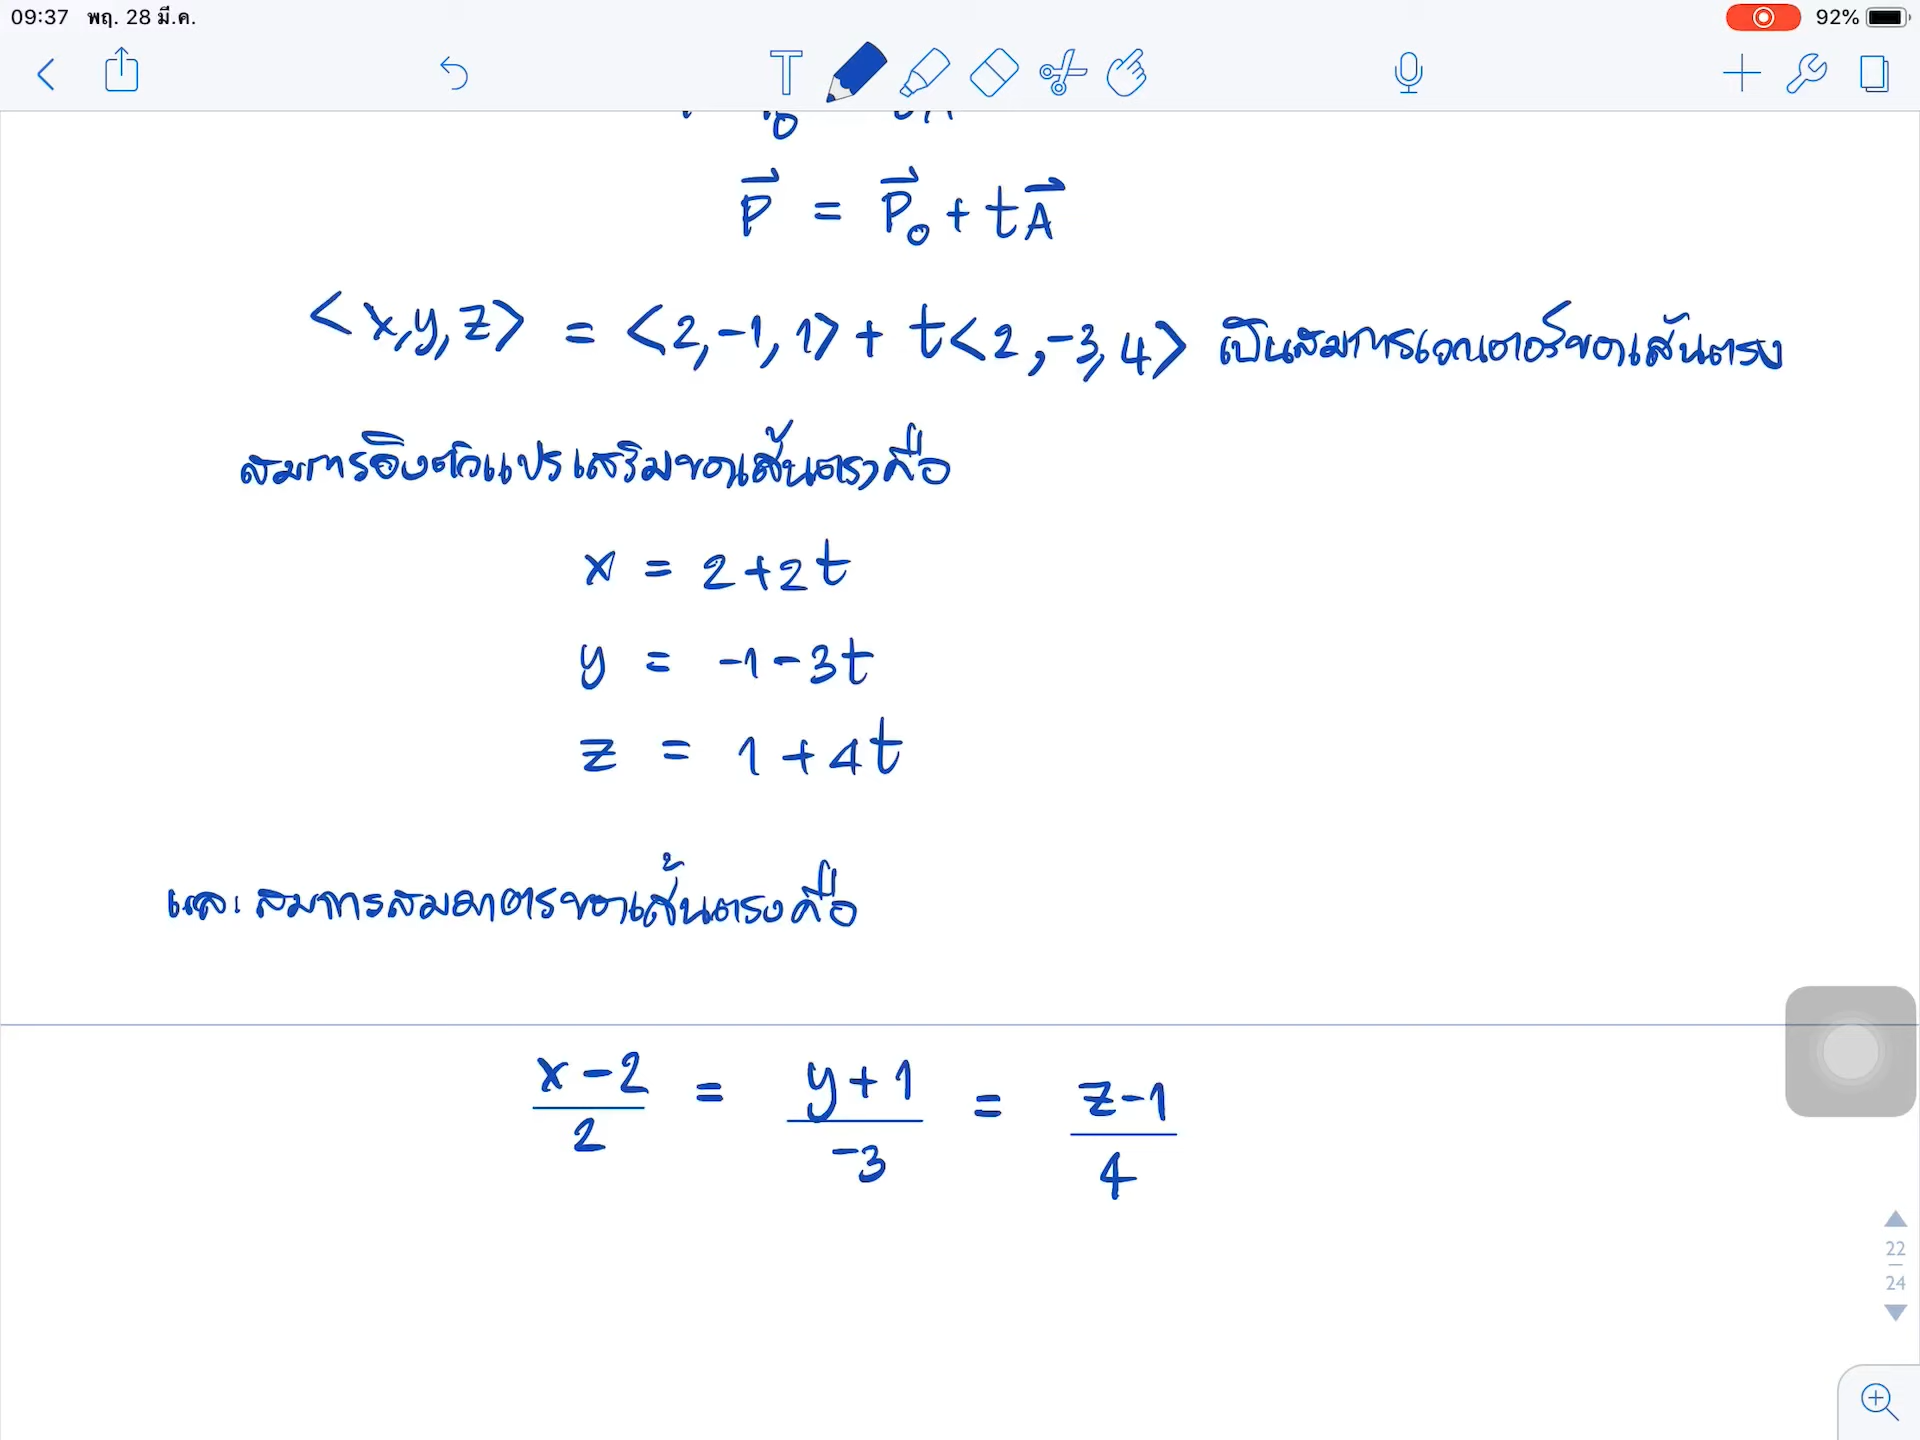 09:37 พฤ. 28 มี.ค. 92%
P⃗ = P⃗₀ + tA⃗
<x,y,z> = <2,-1,1> + t<2,-3,4> เป็นสมการเวกเตอร์ของเส้นตรง
สมการอิงตัวแปรเสริมของเส้นตรงคือ
x = 2+2t
y = -1-3t
z = 1+4t
และสมการสมมาตรของเส้นตรงคือ
(x-2)/2 = (y+1)/-3 = (z-1)/4
22
24